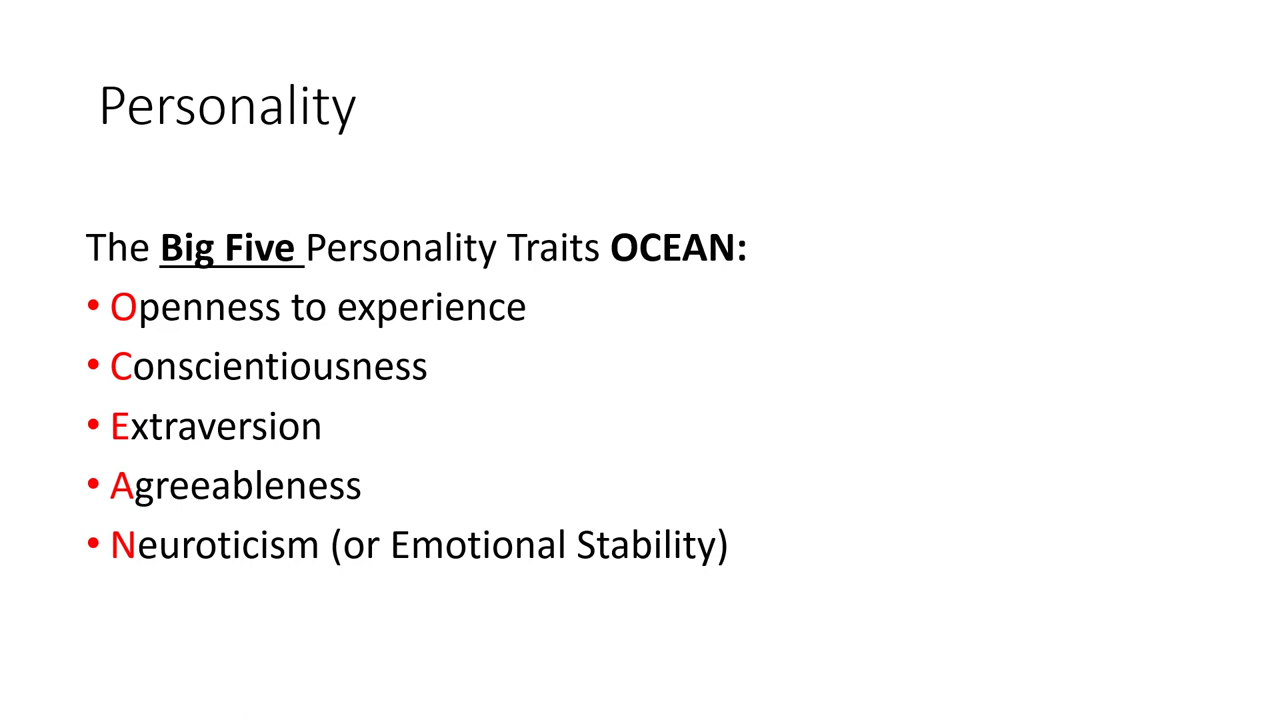 Personality
The Big Five Personality Traits OCEAN:
• Openness to experience
• Conscientiousness
• Extraversion
• Agreeableness
• Neuroticism (or Emotional Stability)